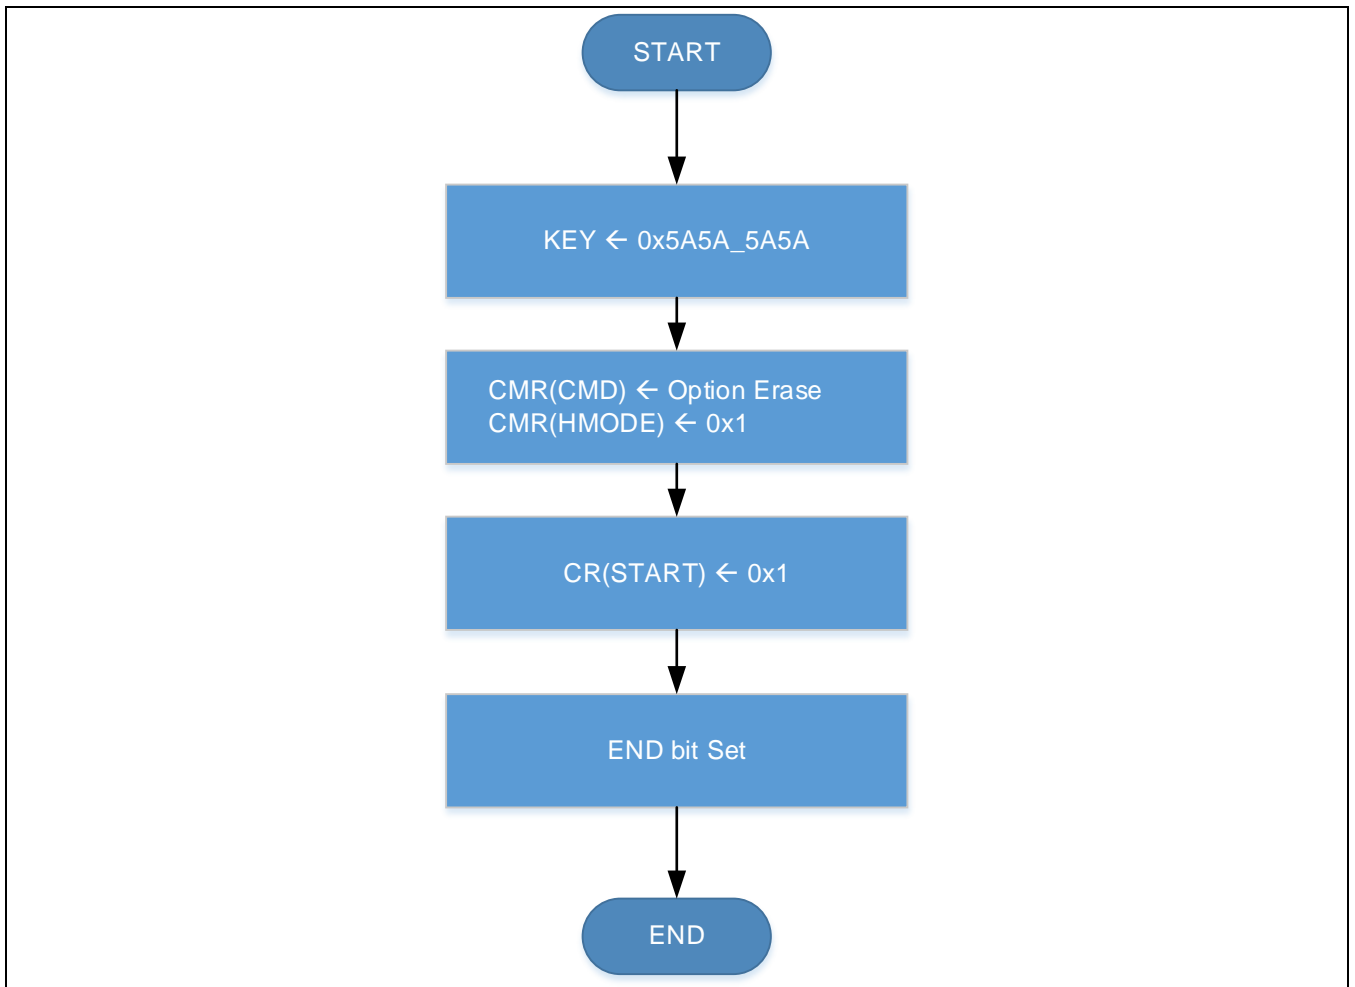 START
KEY ← 0x5A5A_5A5A
CMR(CMD) ← Option Erase
CMR(HMODE) ← 0x1
CR(START) ← 0x1
END bit Set
END